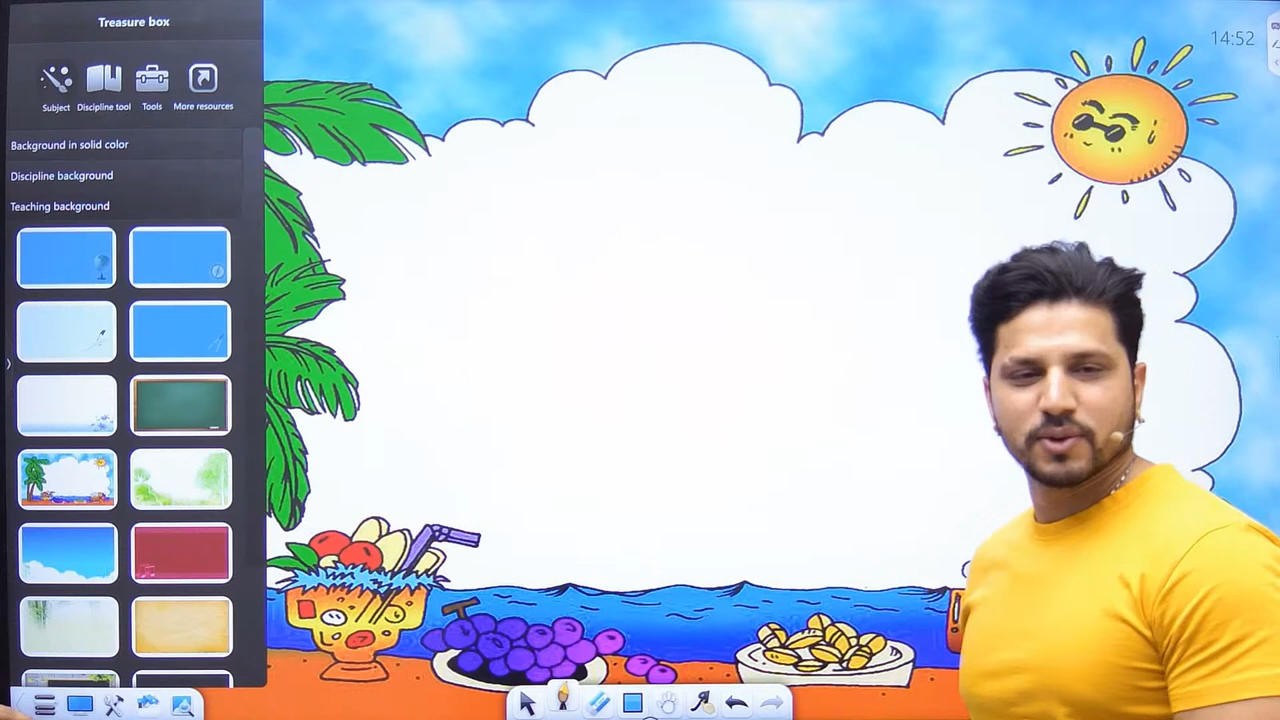 Treasure box
14:52
Subject
Discipline tool
Tools
More resources
Background in solid color
Discipline background
Teaching background